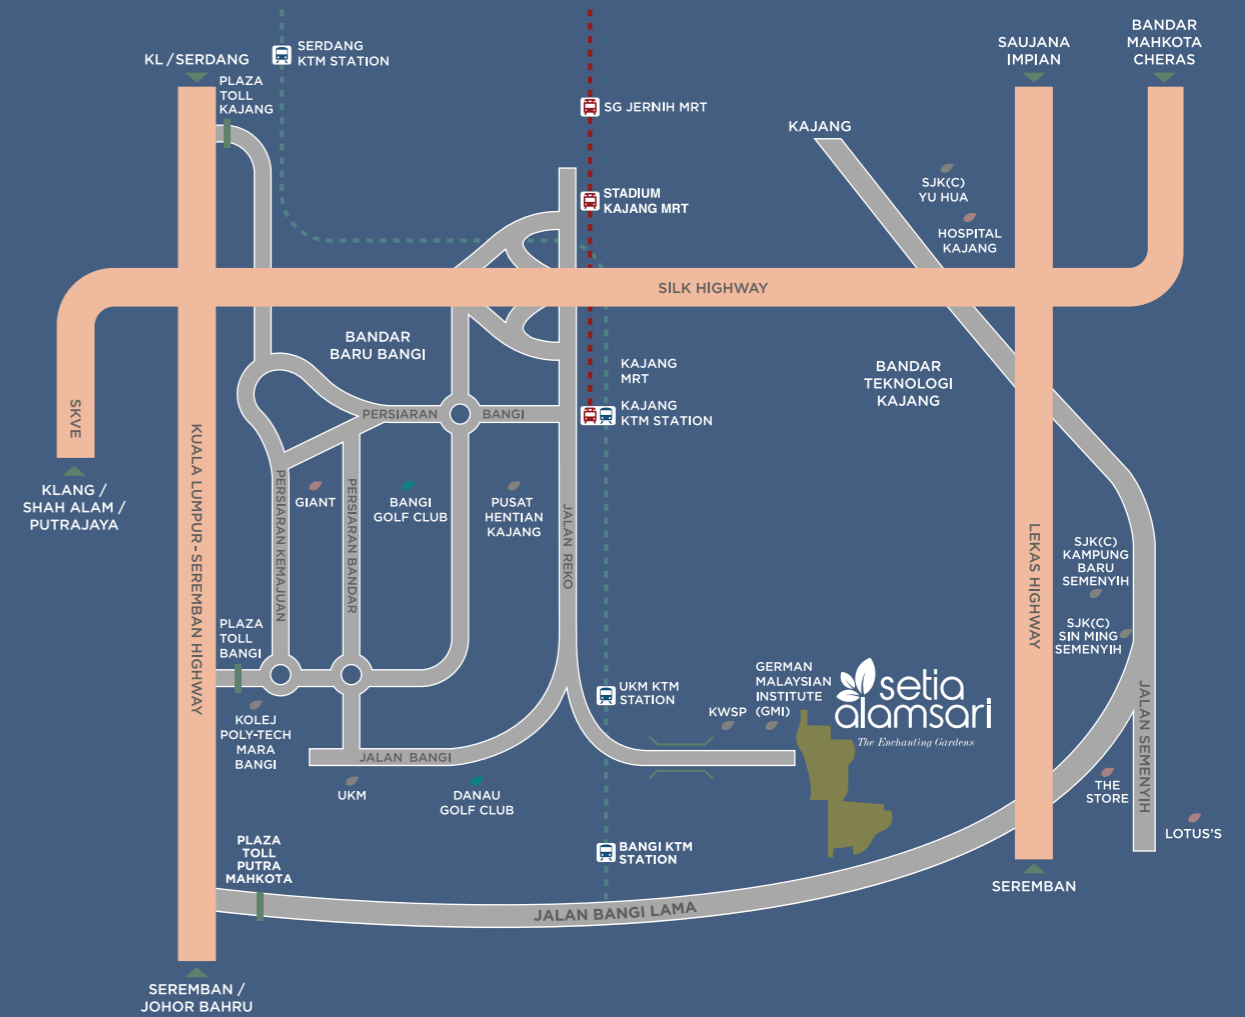 KL / SERDANG
PLAZA
TOLL
KAJANG
SERDANG
KTM STATION
SG JERNIH MRT
STADIUM
KAJANG MRT
KAJANG
SAUJANA
IMPIAN
BANDAR
MAHKOTA
CHERAS
SJK(C)
YU HUA
HOSPITAL
KAJANG
SILK HIGHWAY
BANDAR
BARU BANGI
KAJANG
MRT
KAJANG
KTM STATION
BANDAR
TEKNOLOGI
KAJANG
SKVE
KLANG /
SHAH ALAM /
PUTRAJAYA
KUALA LUMPUR - SEREMBAN HIGHWAY
PERSIARAN BANGI
PERSIARAN KEMAJUAN
GIANT
PERSIARAN BANDAR
BANGI
GOLF CLUB
PUSAT
HENTIAN
KAJANG
JALAN REKO
LEKAS HIGHWAY
SJK(C)
KAMPUNG
BARU
SEMENYIH
SJK(C)
SIN MING
SEMENYIH
JALAN SEMENYIH
PLAZA
TOLL
BANGI
KOLEJ
POLY-TECH
MARA
BANGI
JALAN BANGI
UKM
DANAU
GOLF CLUB
UKM KTM
STATION
KWSP
GERMAN
MALAYSIAN
INSTITUTE
(GMI)
setia
alamsari
The Enchanting Gardens
THE
STORE
LOTUS'S
PLAZA
TOLL
PUTRA
MAHKOTA
BANGI KTM
STATION
JALAN BANGI LAMA
SEREMBAN
SEREMBAN /
JOHOR BAHRU